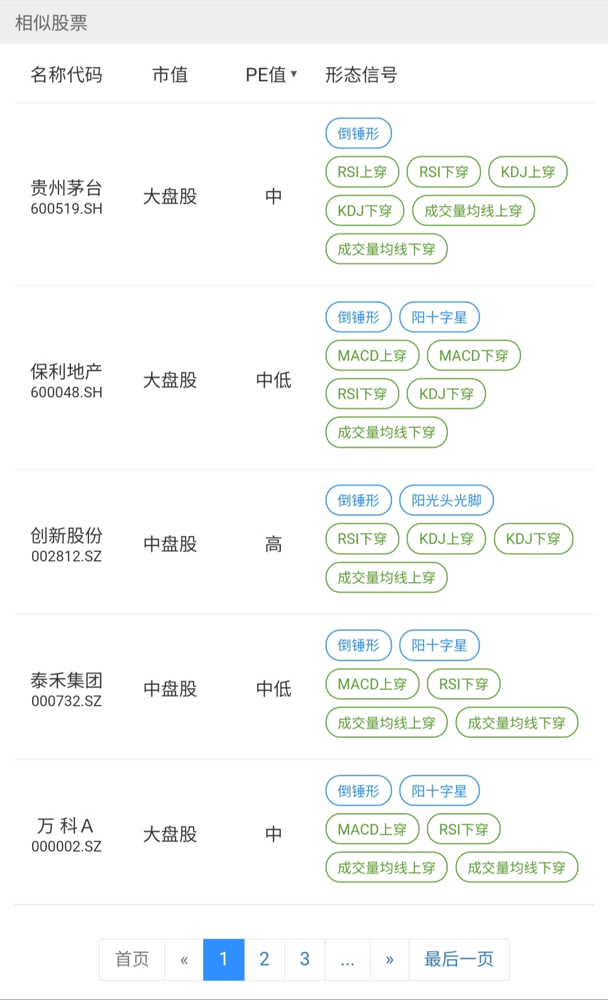 相似股票
名称代码 市值 PE值▼ 形态信号
倒锤形
RSI上穿 RSI下穿 KDJ上穿
贵州茅台
600519.SH
大盘股 中
KDJ下穿 成交量均线上穿
成交量均线下穿
倒锤形 阳十字星
MACD上穿 MACD下穿
保利地产
600048.SH
大盘股 中低
RSI下穿 KDJ下穿
成交量均线下穿
倒锤形 阳光头光脚
RSI下穿 KDJ上穿 KDJ下穿
创新股份
002812.SZ
中盘股 高
成交量均线上穿
倒锤形 阳十字星
MACD上穿 RSI下穿
泰禾集团
000732.SZ
中盘股 中低
成交量均线上穿 成交量均线下穿
倒锤形 阳十字星
MACD上穿 RSI下穿
万 科A
000002.SZ
大盘股 中
成交量均线上穿 成交量均线下穿
首页 « 1 2 3 ... » 最后一页